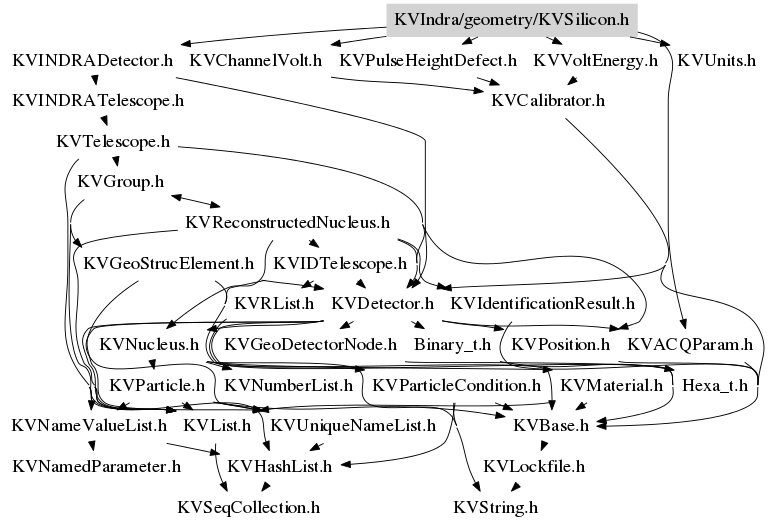 KVIndra/geometry/KVSilicon.h
KVINDRADetector.h KVChannelVolt.h KVPulseHeightDefect.h KVVoltEnergy.h KVUnits.h
KVINDRATelescope.h KVCalibrator.h
KVTelescope.h
KVGroup.h
KVReconstructedNucleus.h
KVGeoStrucElement.h KVIDTelescope.h
KVRList.h KVDetector.h KVIdentificationResult.h
KVNucleus.h KVGeoDetectorNode.h Binary_t.h KVPosition.h KVACQParam.h
KVParticle.h KVNumberList.h KVParticleCondition.h KVMaterial.h Hexa_t.h
KVNameValueList.h KVList.h KVUniqueNameList.h KVBase.h
KVNamedParameter.h KVHashList.h KVLockfile.h
KVSeqCollection.h KVString.h